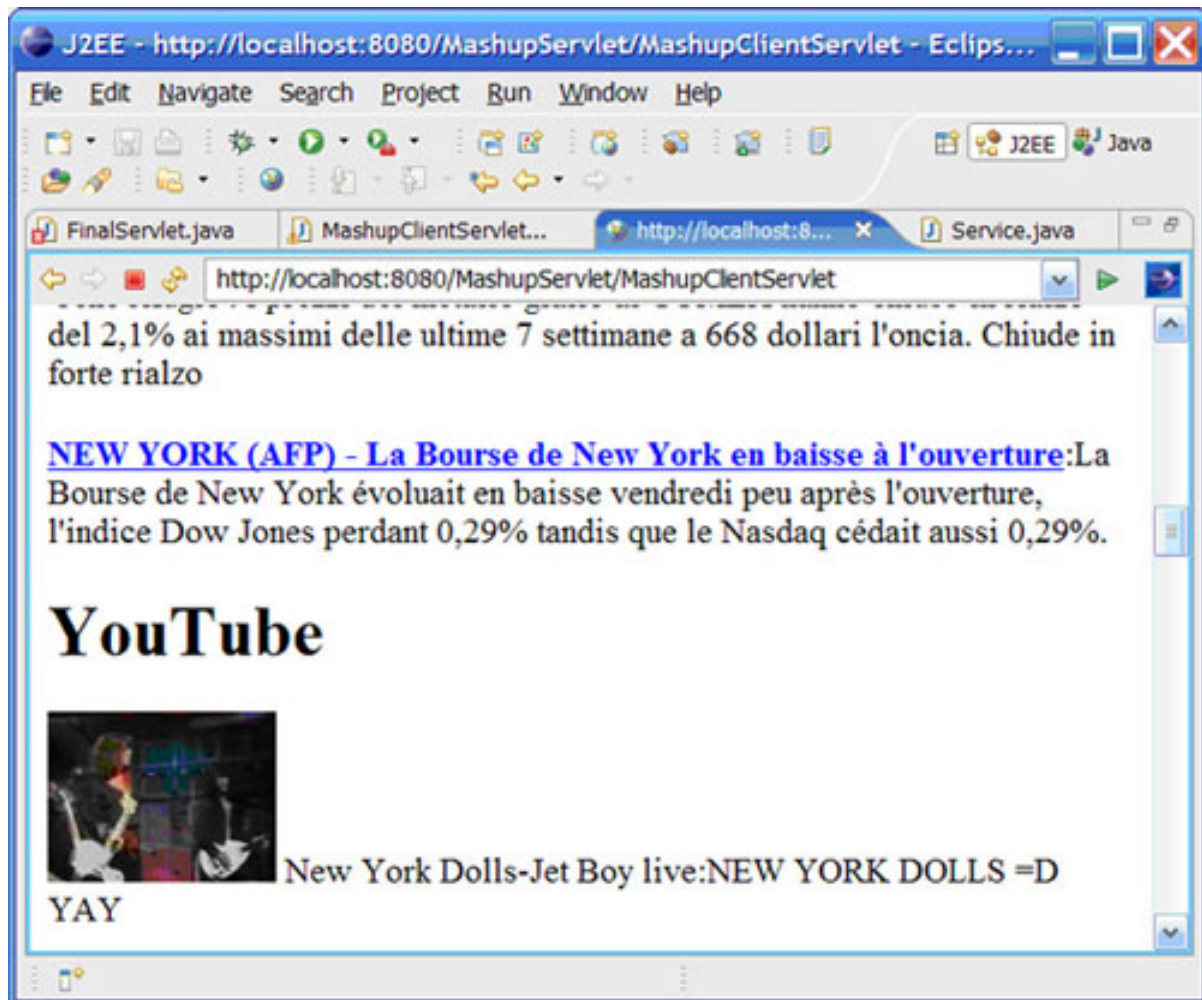 J2EE - http://localhost:8080/MashupServlet/MashupClientServlet - Eclips...
File Edit Navigate Search Project Run Window Help
J2EE Java
FinalServlet.java MashupClientServlet... http://localhost:8... Service.java
http://localhost:8080/MashupServlet/MashupClientServlet
del 2,1% ai massimi delle ultime 7 settimane a 668 dollari l'oncia. Chiude in
forte rialzo
NEW YORK (AFP) - La Bourse de New York en baisse à l'ouverture:La
Bourse de New York évoluait en baisse vendredi peu après l'ouverture,
l'indice Dow Jones perdant 0,29% tandis que le Nasdaq cédait aussi 0,29%.
YouTube
New York Dolls-Jet Boy live:NEW YORK DOLLS =D
YAY